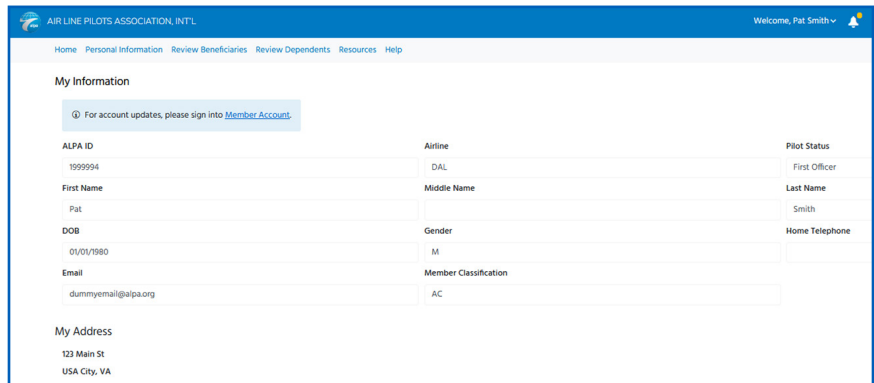 AIR LINE PILOTS ASSOCIATION, INT'L Welcome, Pat Smith
Home Personal Information Review Beneficiaries Review Dependents Resources Help
My Information
For account updates, please sign into Member Account.
ALPA ID Airline Pilot Status
1999994 DAL First Officer
First Name Middle Name Last Name
Pat Smith
DOB Gender Home Telephone
01/01/1980 M
Email Member Classification
dummyemail@alpa.org AC
My Address
123 Main St
USA City, VA